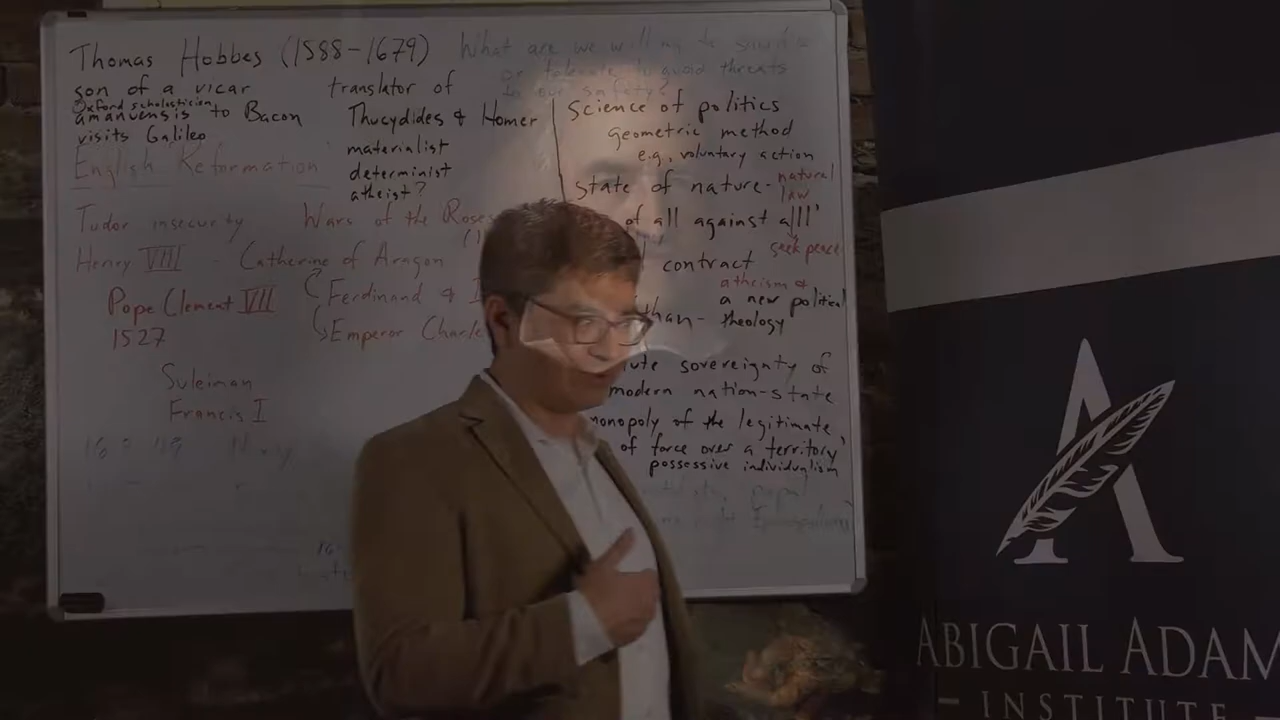 Thomas Hobbes (1588-1679)
What are we willing to
or tolerate to avoid threats
to our safety?
son of a vicar
Oxford scholasticism
amanuensis to Bacon
visits Galileo
translator of
Thucydides & Homer
materialist
determinist
atheist?
Science of politics
geometric method
e.g., voluntary action
state of nature- natural
law
of all against all'
seek peace
contract
atheism &
a new political
than- theology
lute sovereignty of
modern nation-state
monopoly of the legitimate
of force over a territory'
possessive individualism
English Reformation
Tudor insecurity
Wars of the Roses
Henry VIII - Catherine of Aragon
Pope Clement VII
1527
Ferdinand & I
Emperor Charle
Suleiman
Francis I
ABIGAIL ADAM
- INSTITUTE -